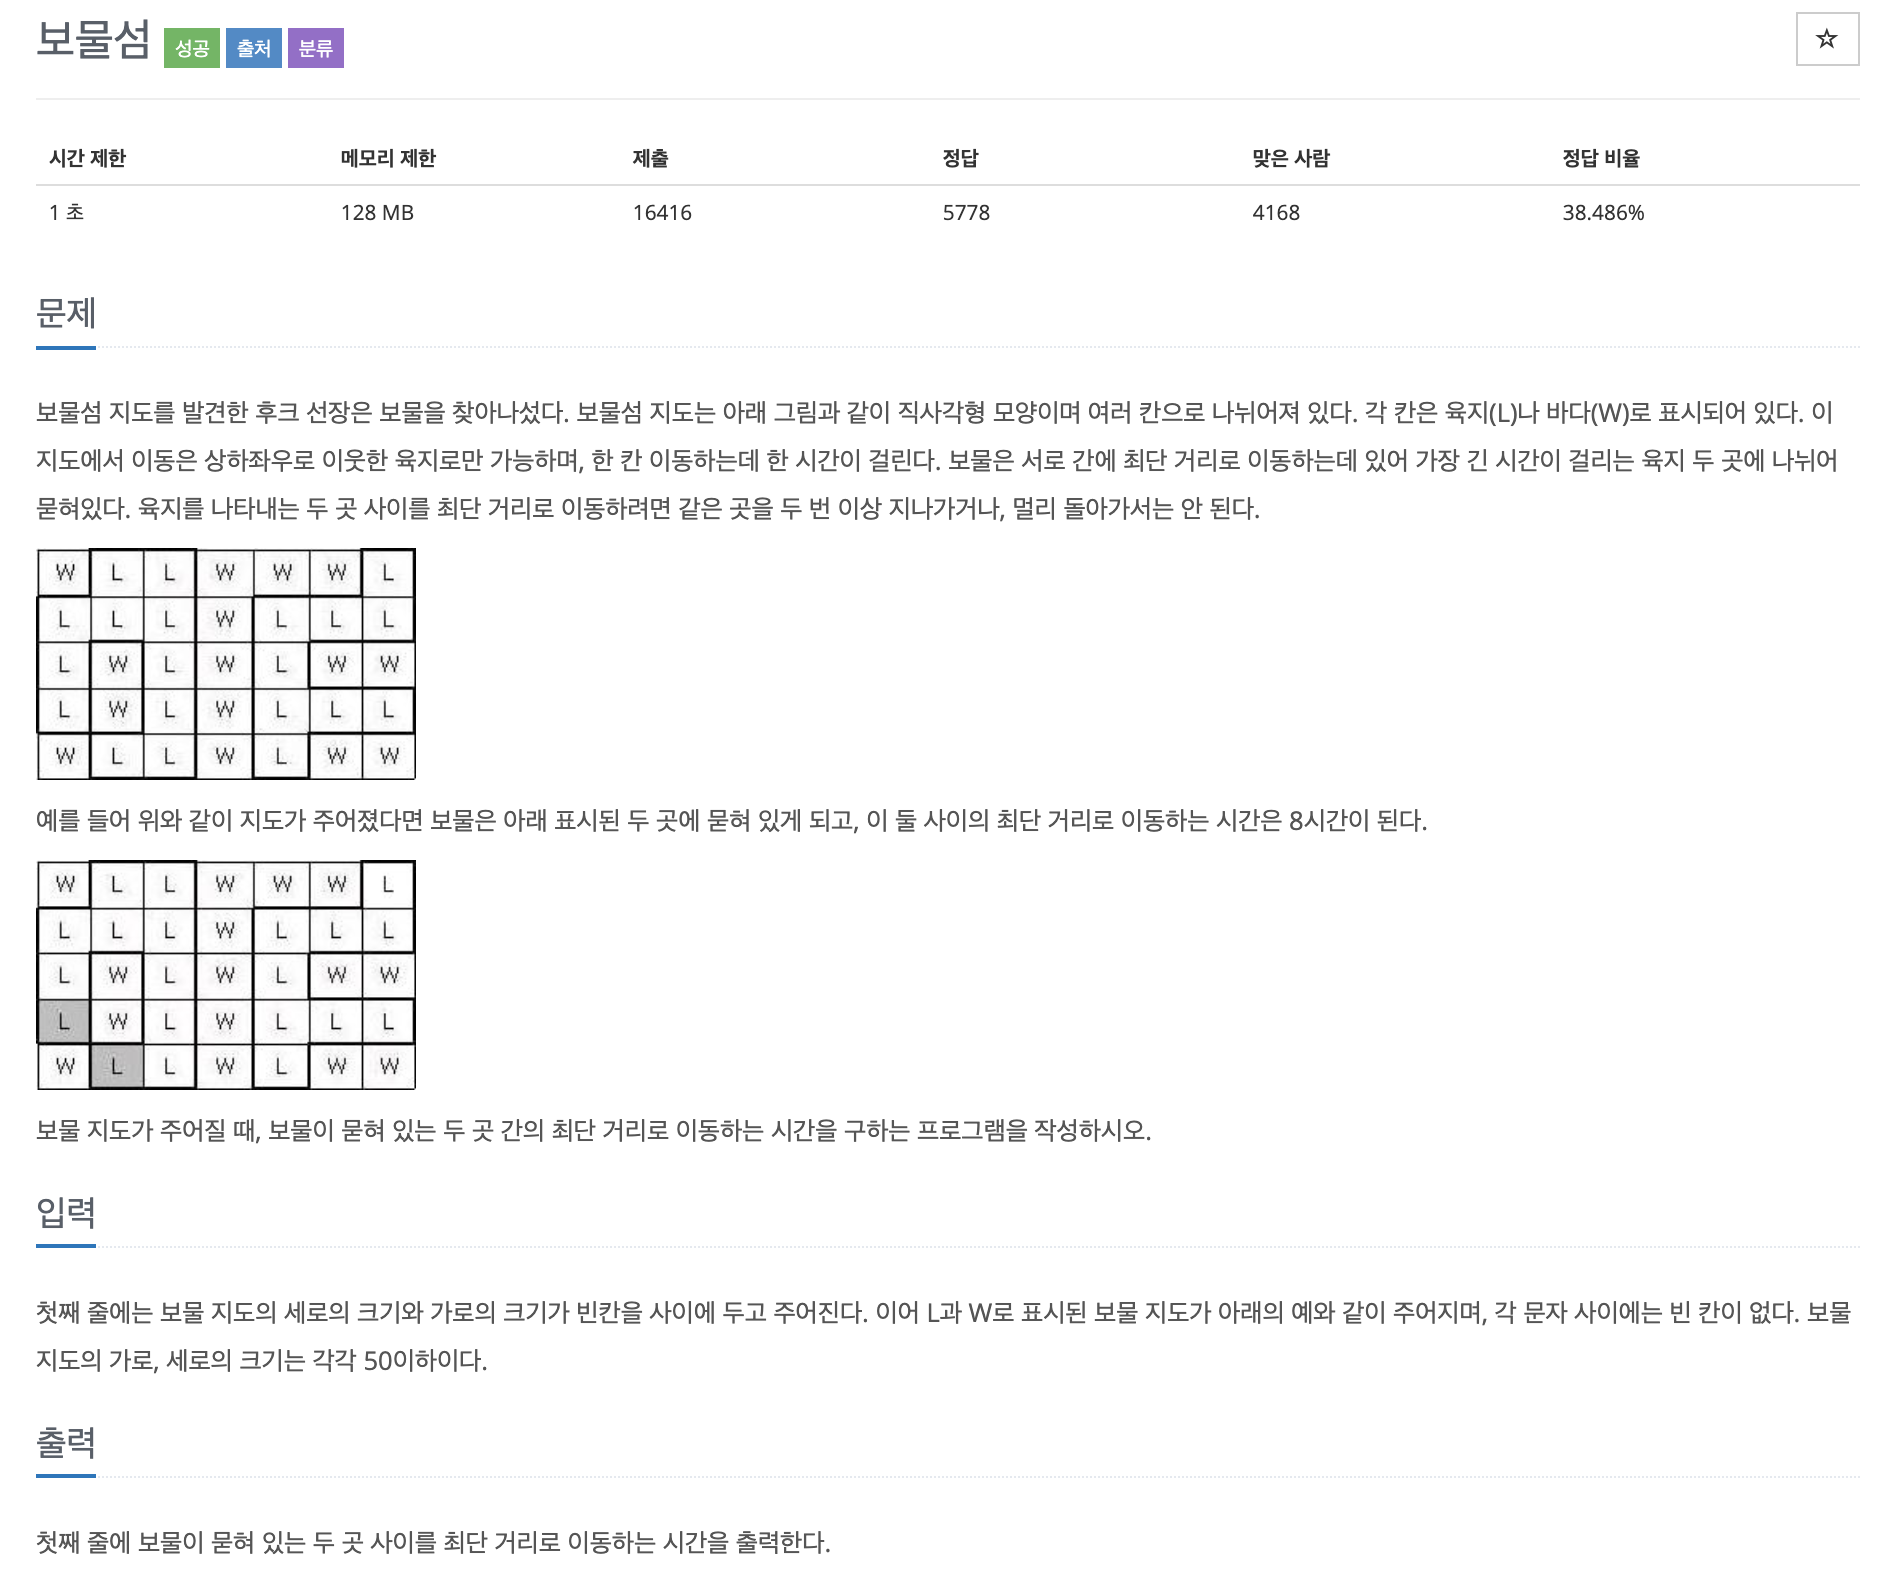 보물섬 성공 출처 분류 ☆
시간 제한 메모리 제한 제출 정답 맞은 사람 정답 비율
1 초 128 MB 16416 5778 4168 38.486%
문제
보물섬 지도를 발견한 후크 선장은 보물을 찾아나섰다. 보물섬 지도는 아래 그림과 같이 직사각형 모양이며 여러 칸으로 나뉘어져 있다. 각 칸은 육지(L)나 바다(W)로 표시되어 있다. 이
지도에서 이동은 상하좌우로 이웃한 육지로만 가능하며, 한 칸 이동하는데 한 시간이 걸린다. 보물은 서로 간에 최단 거리로 이동하는데 있어 가장 긴 시간이 걸리는 육지 두 곳에 나뉘어
묻혀있다. 육지를 나타내는 두 곳 사이를 최단 거리로 이동하려면 같은 곳을 두 번 이상 지나가거나, 멀리 돌아가서는 안 된다.
W L L W W W L
L L L W L L L
L W L W L W W
L W L W L L L
W L L W L W W
예를 들어 위와 같이 지도가 주어졌다면 보물은 아래 표시된 두 곳에 묻혀 있게 되고, 이 둘 사이의 최단 거리로 이동하는 시간은 8시간이 된다.
W L L W W W L
L L L W L L L
L W L W L W W
L W L W L L L
W L L W L W W
보물 지도가 주어질 때, 보물이 묻혀 있는 두 곳 간의 최단 거리로 이동하는 시간을 구하는 프로그램을 작성하시오.
입력
첫째 줄에는 보물 지도의 세로의 크기와 가로의 크기가 빈칸을 사이에 두고 주어진다. 이어 L과 W로 표시된 보물 지도가 아래의 예와 같이 주어지며, 각 문자 사이에는 빈 칸이 없다. 보물
지도의 가로, 세로의 크기는 각각 50이하이다.
출력
첫째 줄에 보물이 묻혀 있는 두 곳 사이를 최단 거리로 이동하는 시간을 출력한다.